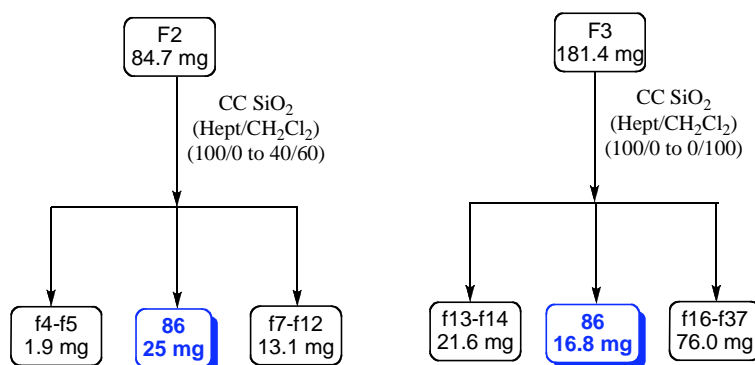 F2
84.7 mg
CC SiO₂
(Hept/CH₂Cl₂)
(100/0 to 40/60)
f4-f5
1.9 mg
86
25 mg
f7-f12
13.1 mg
F3
181.4 mg
CC SiO₂
(Hept/CH₂Cl₂)
(100/0 to 0/100)
f13-f14
21.6 mg
86
16.8 mg
f16-f37
76.0 mg